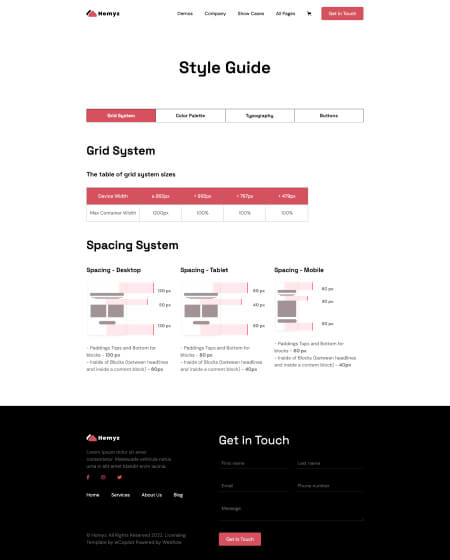 Hemyz
Demos Company Show Cases All Pages Get in Touch
Style Guide
Grid System Color Palette Typography Buttons
Grid System
The table of grid system sizes
Device Width ≥ 992px < 992px < 767px < 479px
Max Container Width 1200px 100% 100% 100%
Spacing System
Spacing - Desktop Spacing - Tablet Spacing - Mobile
130 px 80 px 80 px
60 px 40 px 40 px
130 px 80 px 80 px
- Paddings Tops and Bottom for
blocks - 130 px
- Inside of Blocks (between headlines
and inside a content block) - 60px
- Paddings Tops and Bottom for
blocks - 80 px
- Inside of Blocks (between headlines
and inside a content block) - 40px
- Paddings Tops and Bottom for
blocks - 80 px
- Inside of Blocks (between headlines
and inside a content block) - 40px
Hemyz
Lorem ipsum dolor sit amet
consectetur. Malesuada vehicula natus
urna in elit amet blandit consectetur
massa.
Home Services About Us Blog
© Hemyz. All Rights Reserved 2022. Licensing
Template by wCopilot Powered by Webflow
Get in Touch
First name Last name
Email Phone number
Message
Get in Touch